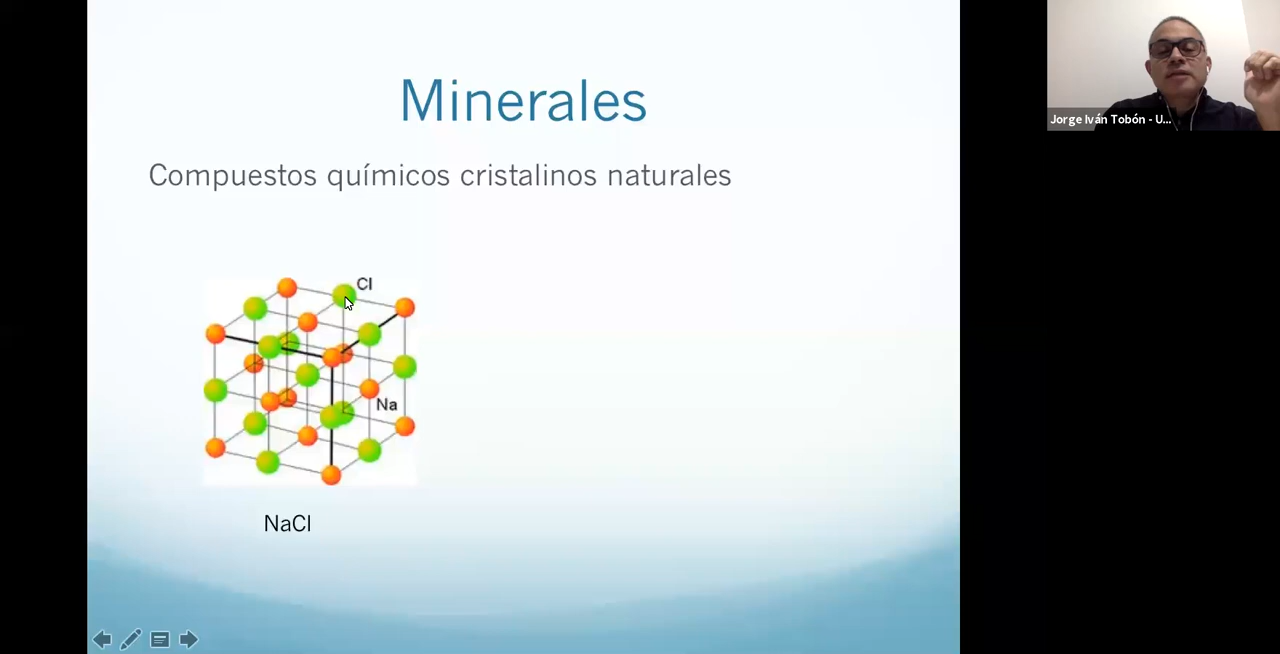 Minerales
Compuestos químicos cristalinos naturales
Cl
Na
NaCl
Jorge Iván Tobón - U...